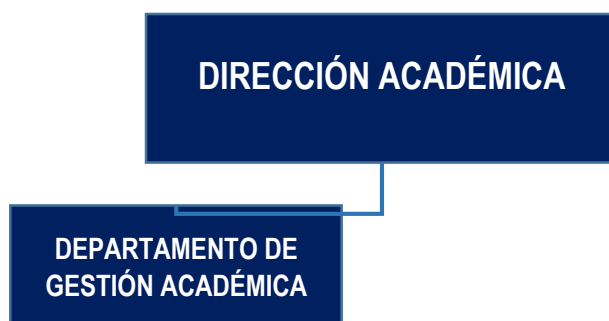 DIRECCIÓN ACADÉMICA
DEPARTAMENTO DE
GESTIÓN ACADÉMICA